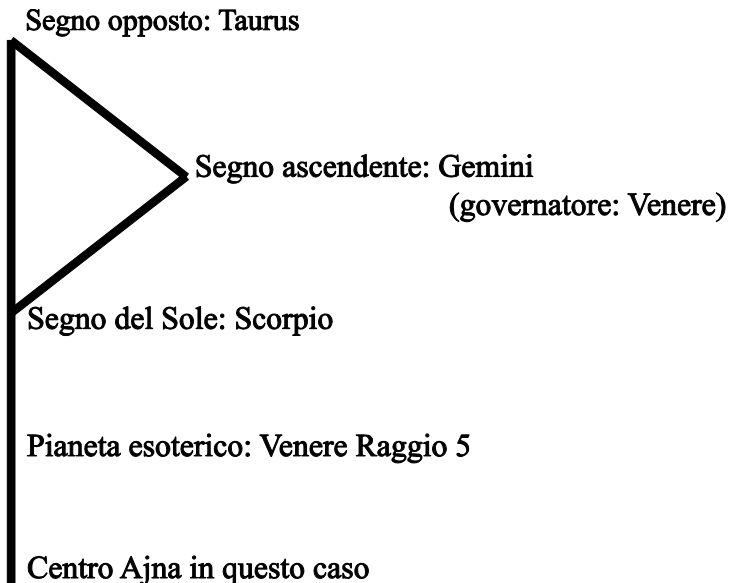 Segno opposto: Taurus
Segno ascendente: Gemini
(governatore: Venere)
Segno del Sole: Scorpio
Pianeta esoterico: Venere Raggio 5
Centro Ajna in questo caso